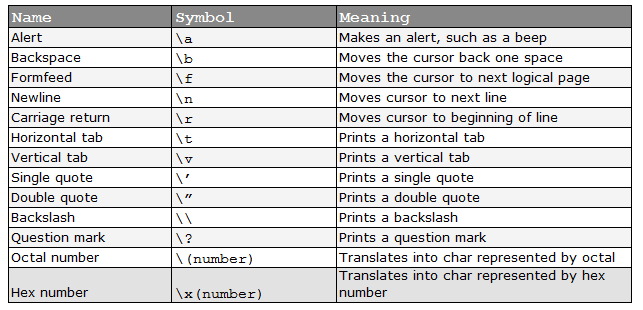 Name Symbol Meaning
Alert \a Makes an alert, such as a beep
Backspace \b Moves the cursor back one space
Formfeed \f Moves the cursor to next logical page
Newline \n Moves cursor to next line
Carriage return \r Moves cursor to beginning of line
Horizontal tab \t Prints a horizontal tab
Vertical tab \v Prints a vertical tab
Single quote \’ Prints a single quote
Double quote \” Prints a double quote
Backslash \\ Prints a backslash
Question mark \? Prints a question mark
Octal number \(number) Translates into char represented by octal
Hex number \x(number) Translates into char represented by hex
number